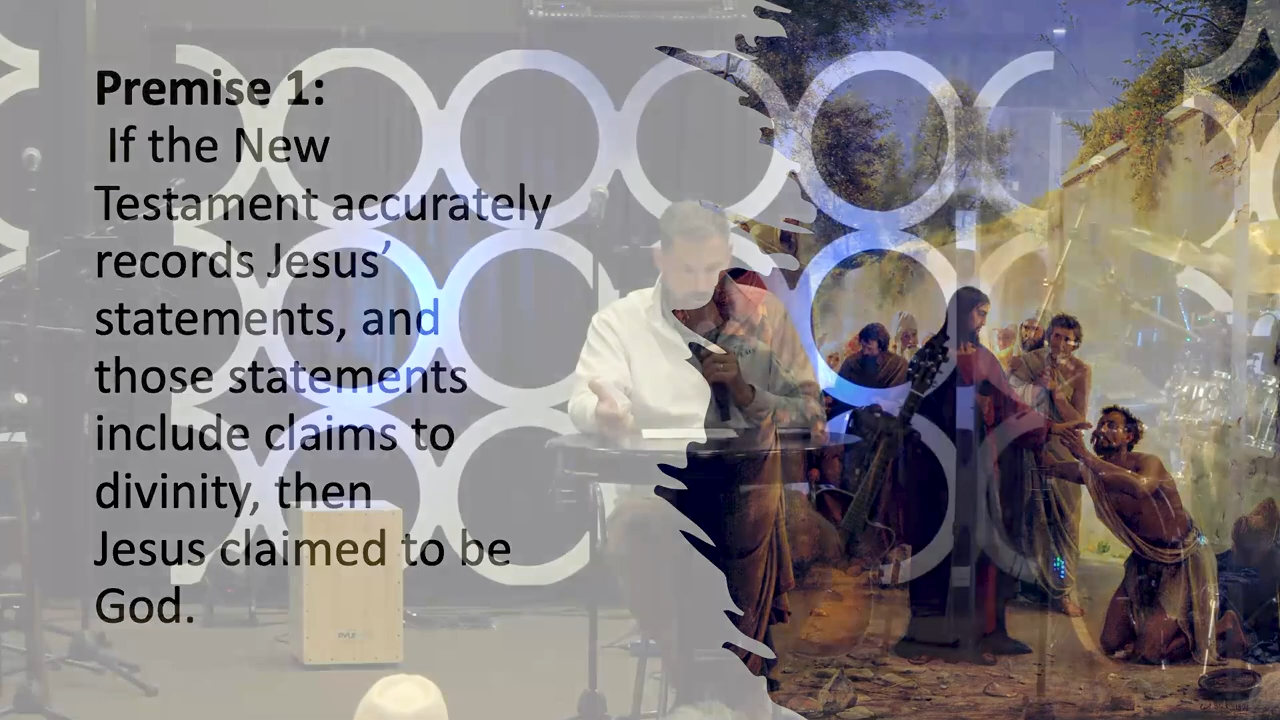 Premise 1:
If the New
Testament accurately
records Jesus’
statements, and
those statements
include claims to
divinity, then
Jesus claimed to be
God.